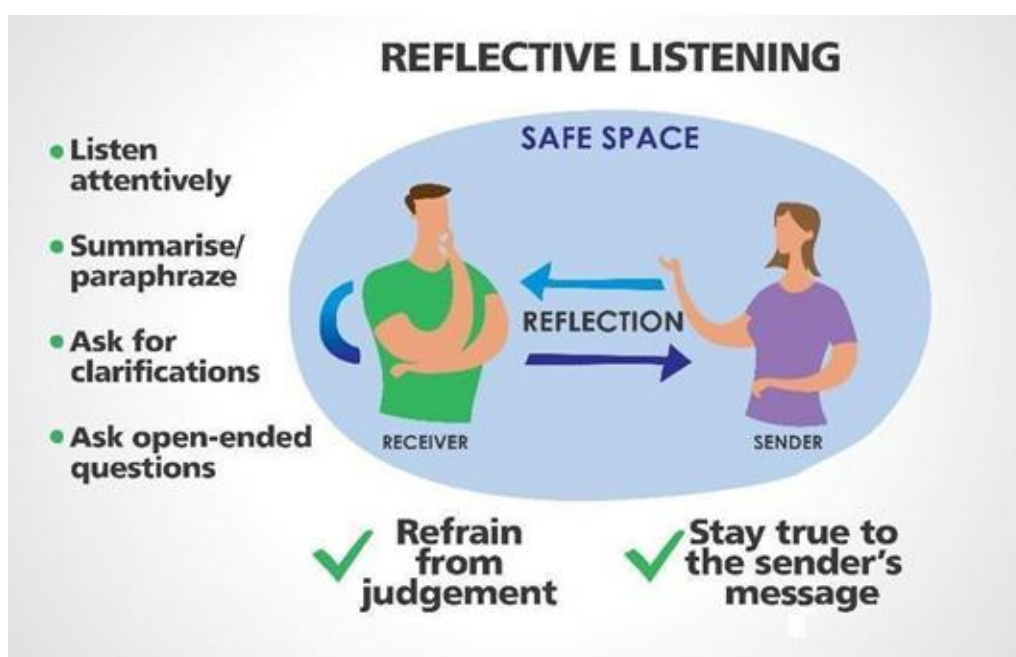 REFLECTIVE LISTENING
SAFE SPACE
• Listen
attentively
• Summarise/
paraphraze
• Ask for
clarifications
• Ask open-ended
questions
REFLECTION
RECEIVER
SENDER
Refrain
from
judgement
Stay true to
the sender's
message